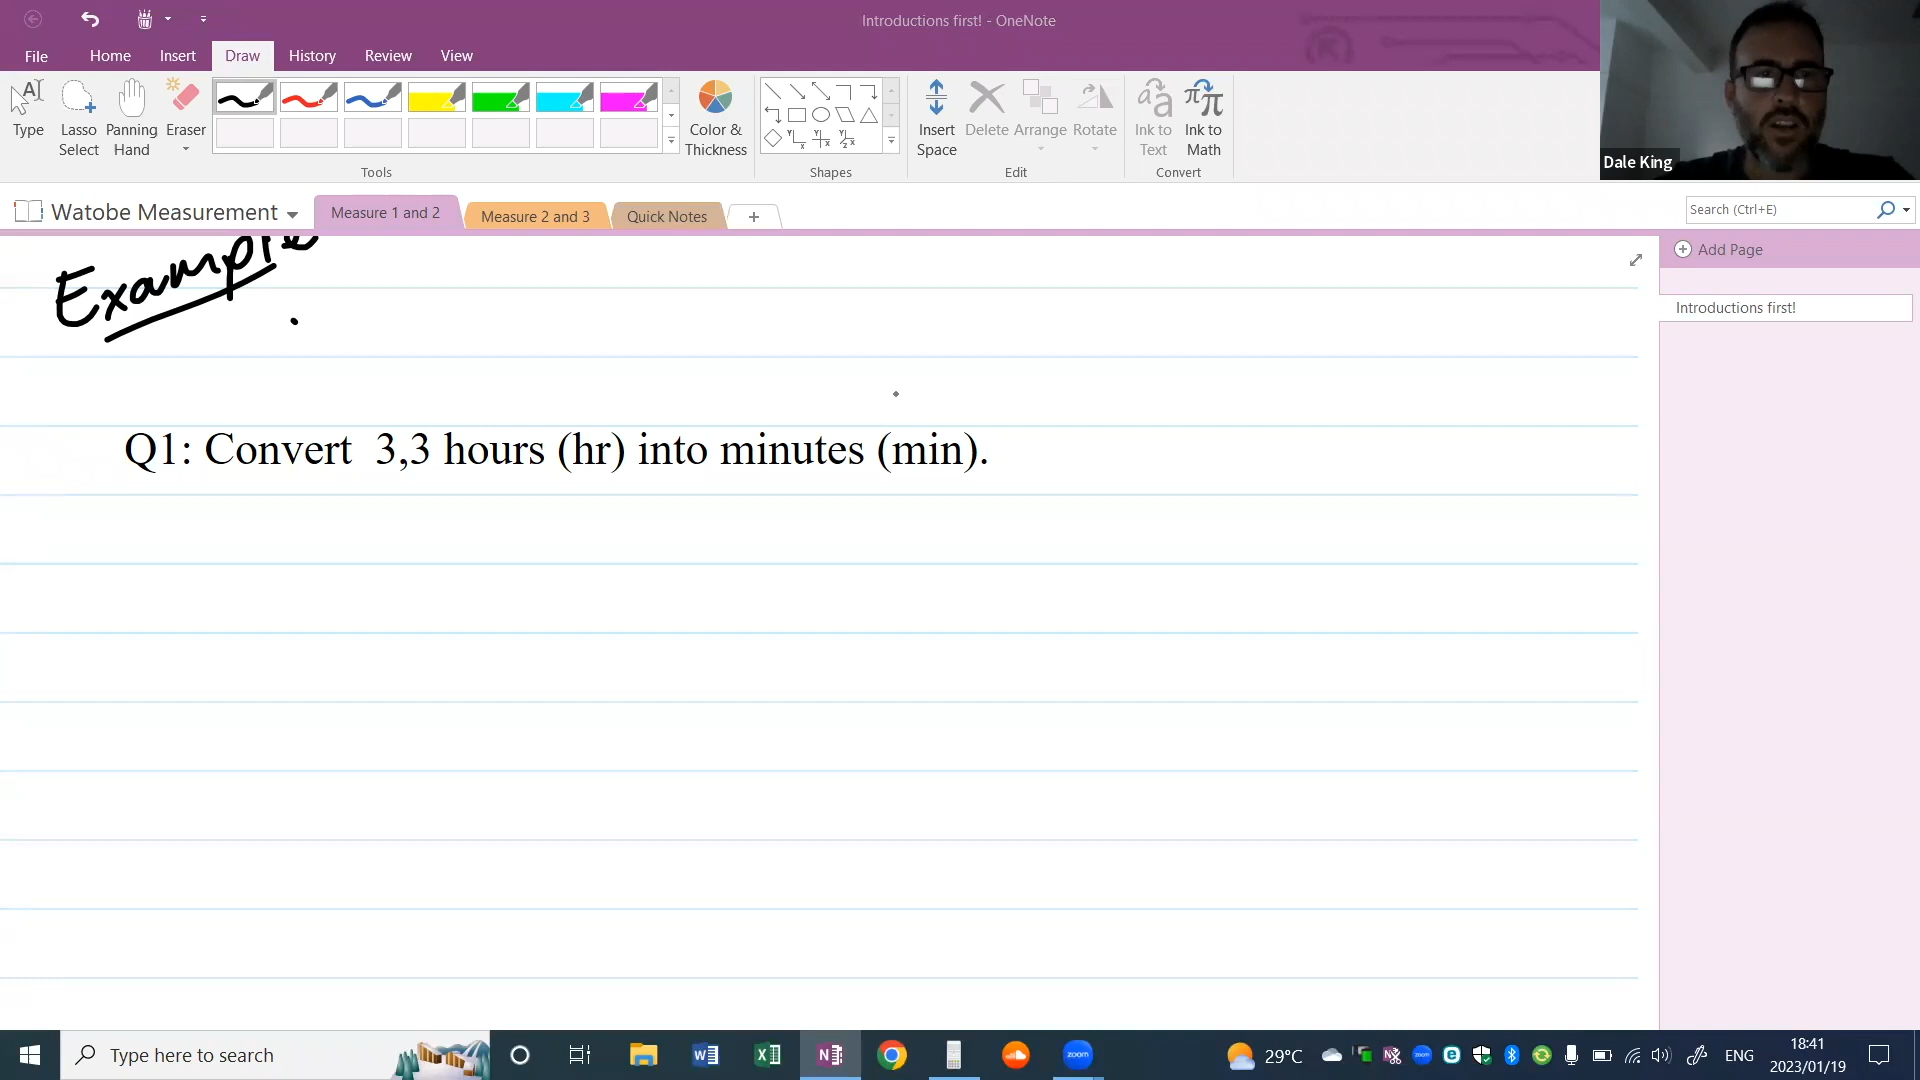 Introductions first! - OneNote
File Home Insert Draw History Review View
Type
Lasso Select
Panning Hand
Eraser
Color & Thickness
Insert Space
Delete
Arrange
Rotate
Ink to Text
Ink to Math
Tools
Shapes
Edit
Convert
Dale King
Watobe Measurement
Measure 1 and 2
Measure 2 and 3
Quick Notes
+
Search (Ctrl+E)
Add Page
Introductions first!
Example
Q1: Convert 3,3 hours (hr) into minutes (min).
Type here to search
zoom
29°C
ENG
18:41
2023/01/19